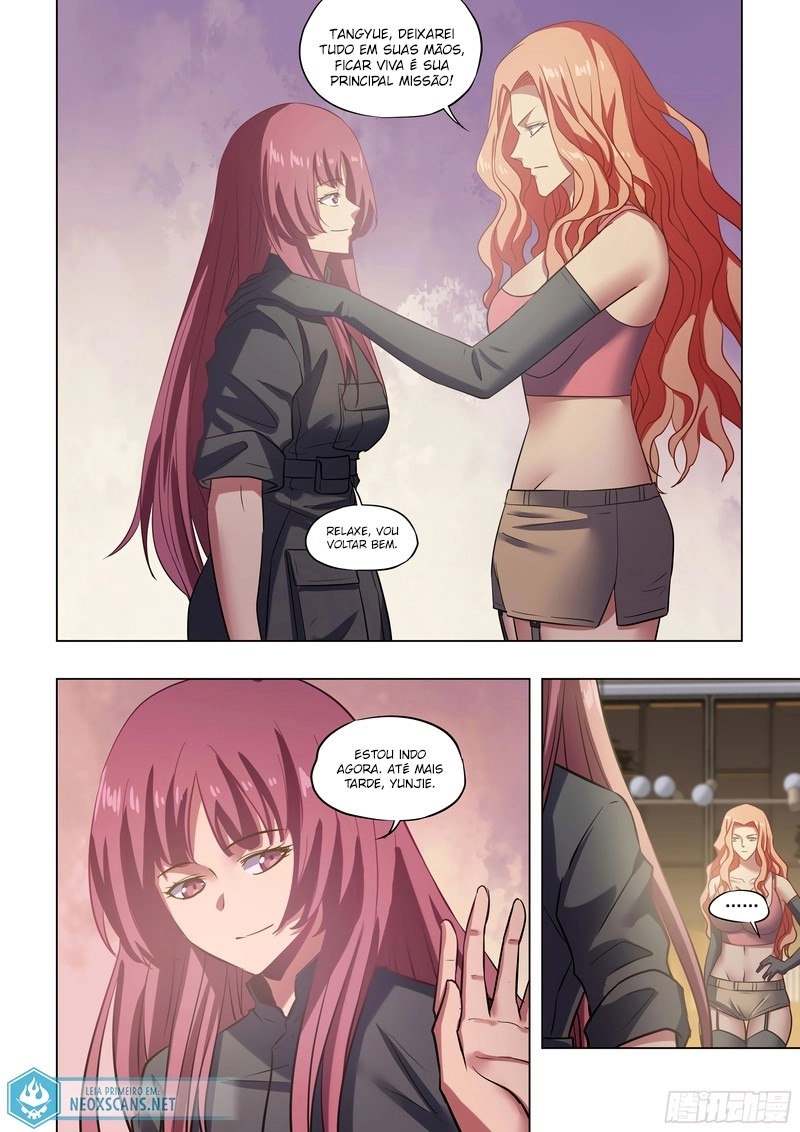 TANGYUE, DEIXAREI
TUDO EM SUAS MÃOS,
FICAR VIVA É SUA
PRINCIPAL MISSÃO!
RELAXE, VOU
VOLTAR BEM.
ESTOU INDO
AGORA. ATÉ MAIS
TARDE, YUNJIE.
......
LEIA PRIMEIRO EM:
NEOXSCANS.NET
腾讯动漫